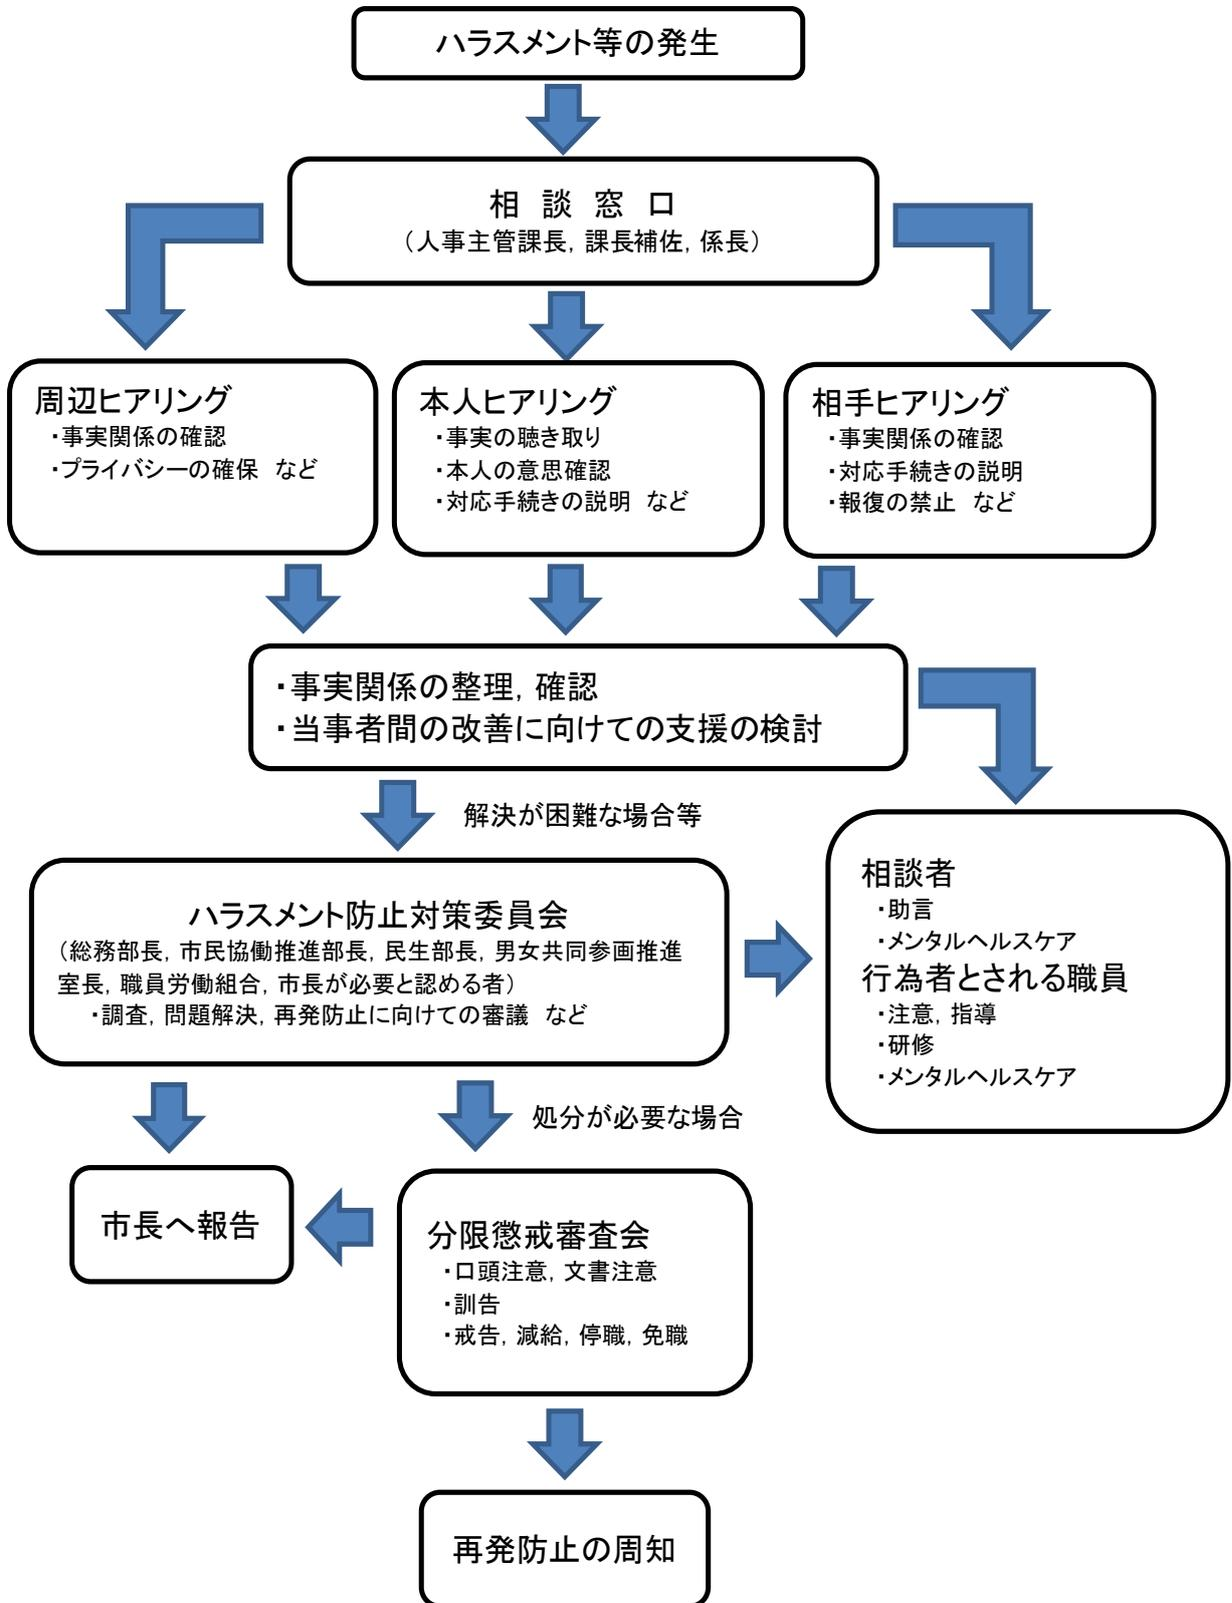 ハラスメント等の発生
相 談 窓 口
（人事主管課長, 課長補佐, 係長）
周辺ヒアリング
・事実関係の確認
・プライバシーの確保 など
本人ヒアリング
・事実の聴き取り
・本人の意思確認
・対応手続きの説明 など
相手ヒアリング
・事実関係の確認
・対応手続きの説明
・報復の禁止 など
・事実関係の整理, 確認
・当事者間の改善に向けての支援の検討
解決が困難な場合等
ハラスメント防止対策委員会
（総務部長, 市民協働推進部長, 民生部長, 男女共同参画推進
室長, 職員労働組合, 市長が必要と認める者）
・調査, 問題解決, 再発防止に向けての審議 など
相談者
・助言
・メンタルヘルスケア
行為者とされる職員
・注意, 指導
・研修
・メンタルヘルスケア
処分が必要な場合
市長へ報告
分限懲戒審査会
・口頭注意, 文書注意
・訓告
・戒告, 減給, 停職, 免職
再発防止の周知